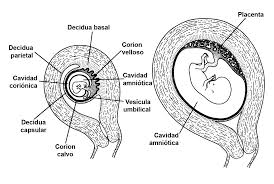 Decidua basal
Decidua
parietal
Corion
velloso
Cavidad
coriónica
Cavidad
amniótica
Vesícula
umbilical
Decidua
capsular
Corion
calvo
Placenta
Cavidad
amniótica